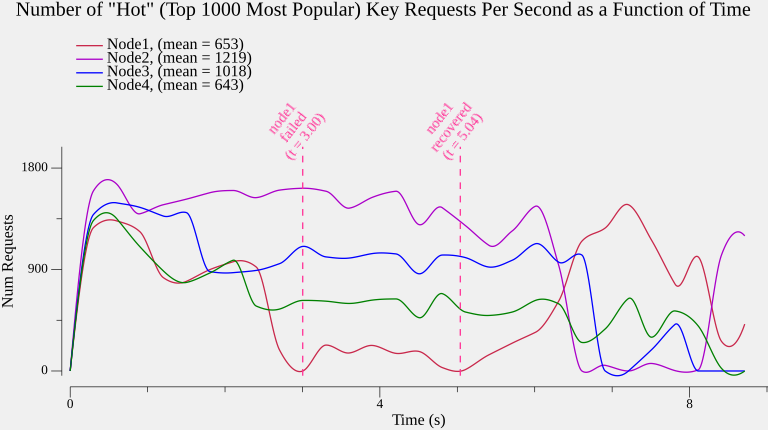 Number of "Hot" (Top 1000 Most Popular) Key Requests Per Second as a Function of Time
Node1, (mean = 653)
Node2, (mean = 1219)
Node3, (mean = 1018)
Node4, (mean = 643)
node1
failed
(t = 3.00)
node1
recovered
(t = 5.04)
1800
900
0
Num Requests
0
4
8
Time (s)